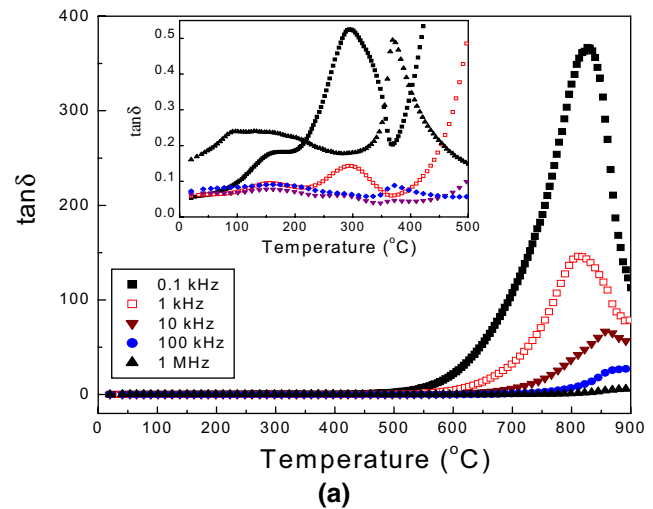 400
300
200
100
0
tanδ
0 100 200 300 400 500 600 700 800 900
Temperature (°C)
0.5
0.4
0.3
0.2
0.1
0.0
tanδ
0 100 200 300 400 500
Temperature (°C)
0.1 kHz
1 kHz
10 kHz
100 kHz
1 MHz
(a)